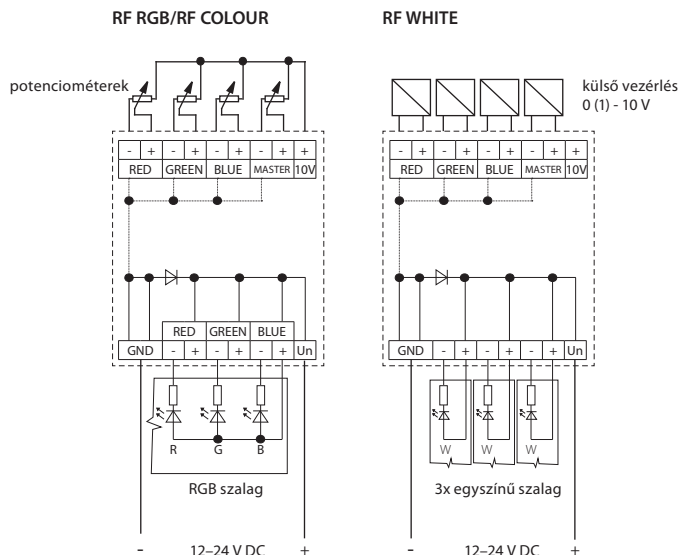 RF RGB/RF COLOUR
potenciométerek
- + - + - + - + +
RED GREEN BLUE MASTER 10V
RED GREEN BLUE
GND - + - + - + Un
R G B
RGB szalag
- 12–24 V DC +
RF WHITE
külső vezérlés
0 (1) - 10 V
- + - + - + - + +
RED GREEN BLUE MASTER 10V
GND - + - + - + Un
W W W
3x egyszínű szalag
- 12–24 V DC +